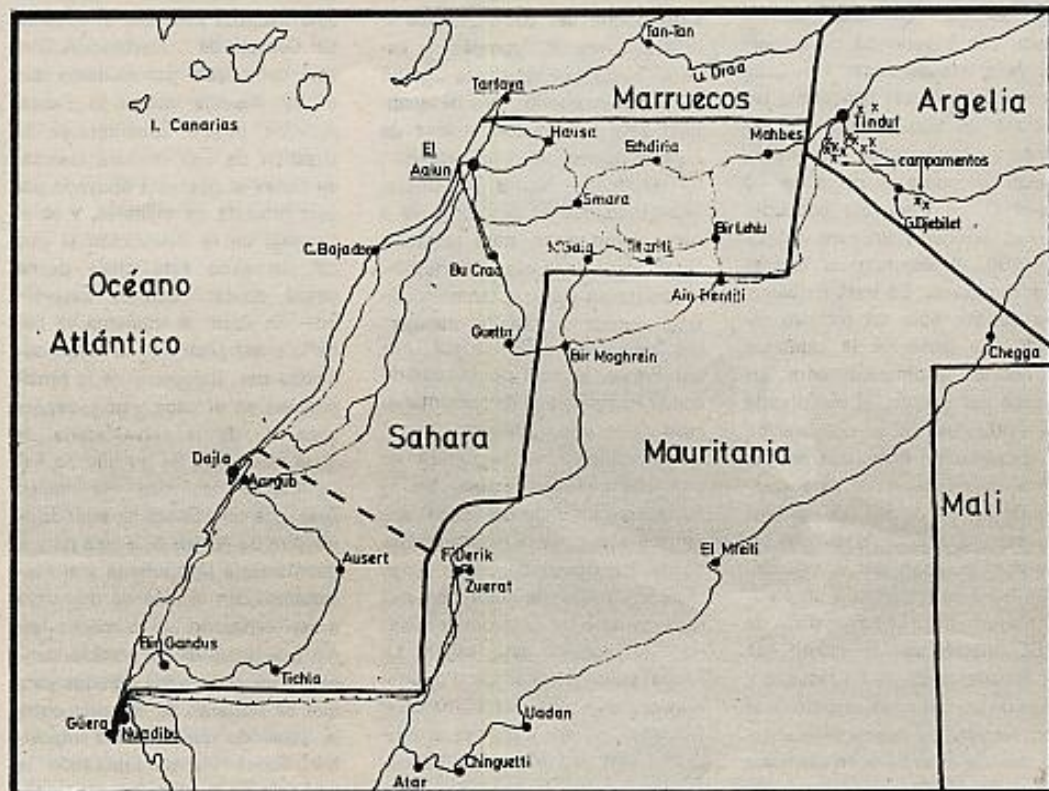 Tan-Tan
U. Draa
Tarfaya
Marruecos
Argelia
I. Canarias
Hausa
Mahbes
Tinduf
El
Aaiun
Echdiria
campamentos
Smara
G.Djebilet
C. Bojador
Bir Lehlu
Tifariti
Bu Craa
Océano
Atlántico
Ain Bentili
Guelta
Bir Moghrein
Chegga
Sahara
Mauritania
Dajla
Aargub
Mali
Ausert
F.Derik
El Mreiti
Zuerat
Bir Gandus
Tichla
Güera
Nuadibu
Uadan
Atar
Chinguetti